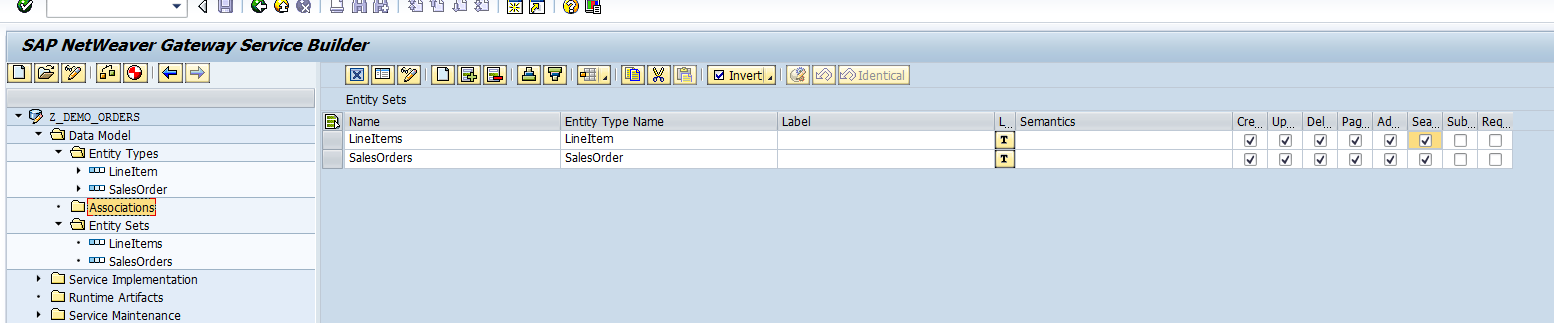 SAP NetWeaver Gateway Service Builder
Invert
Identical
Entity Sets
Name Entity Type Name Label L... Semantics Cre... Up... Del... Pag... Ad... Sea... Sub... Req...
LineItems LineItem T
SalesOrders SalesOrder T
Z_DEMO_ORDERS
Data Model
Entity Types
LineItem
SalesOrder
Associations
Entity Sets
LineItems
SalesOrders
Service Implementation
Runtime Artifacts
Service Maintenance